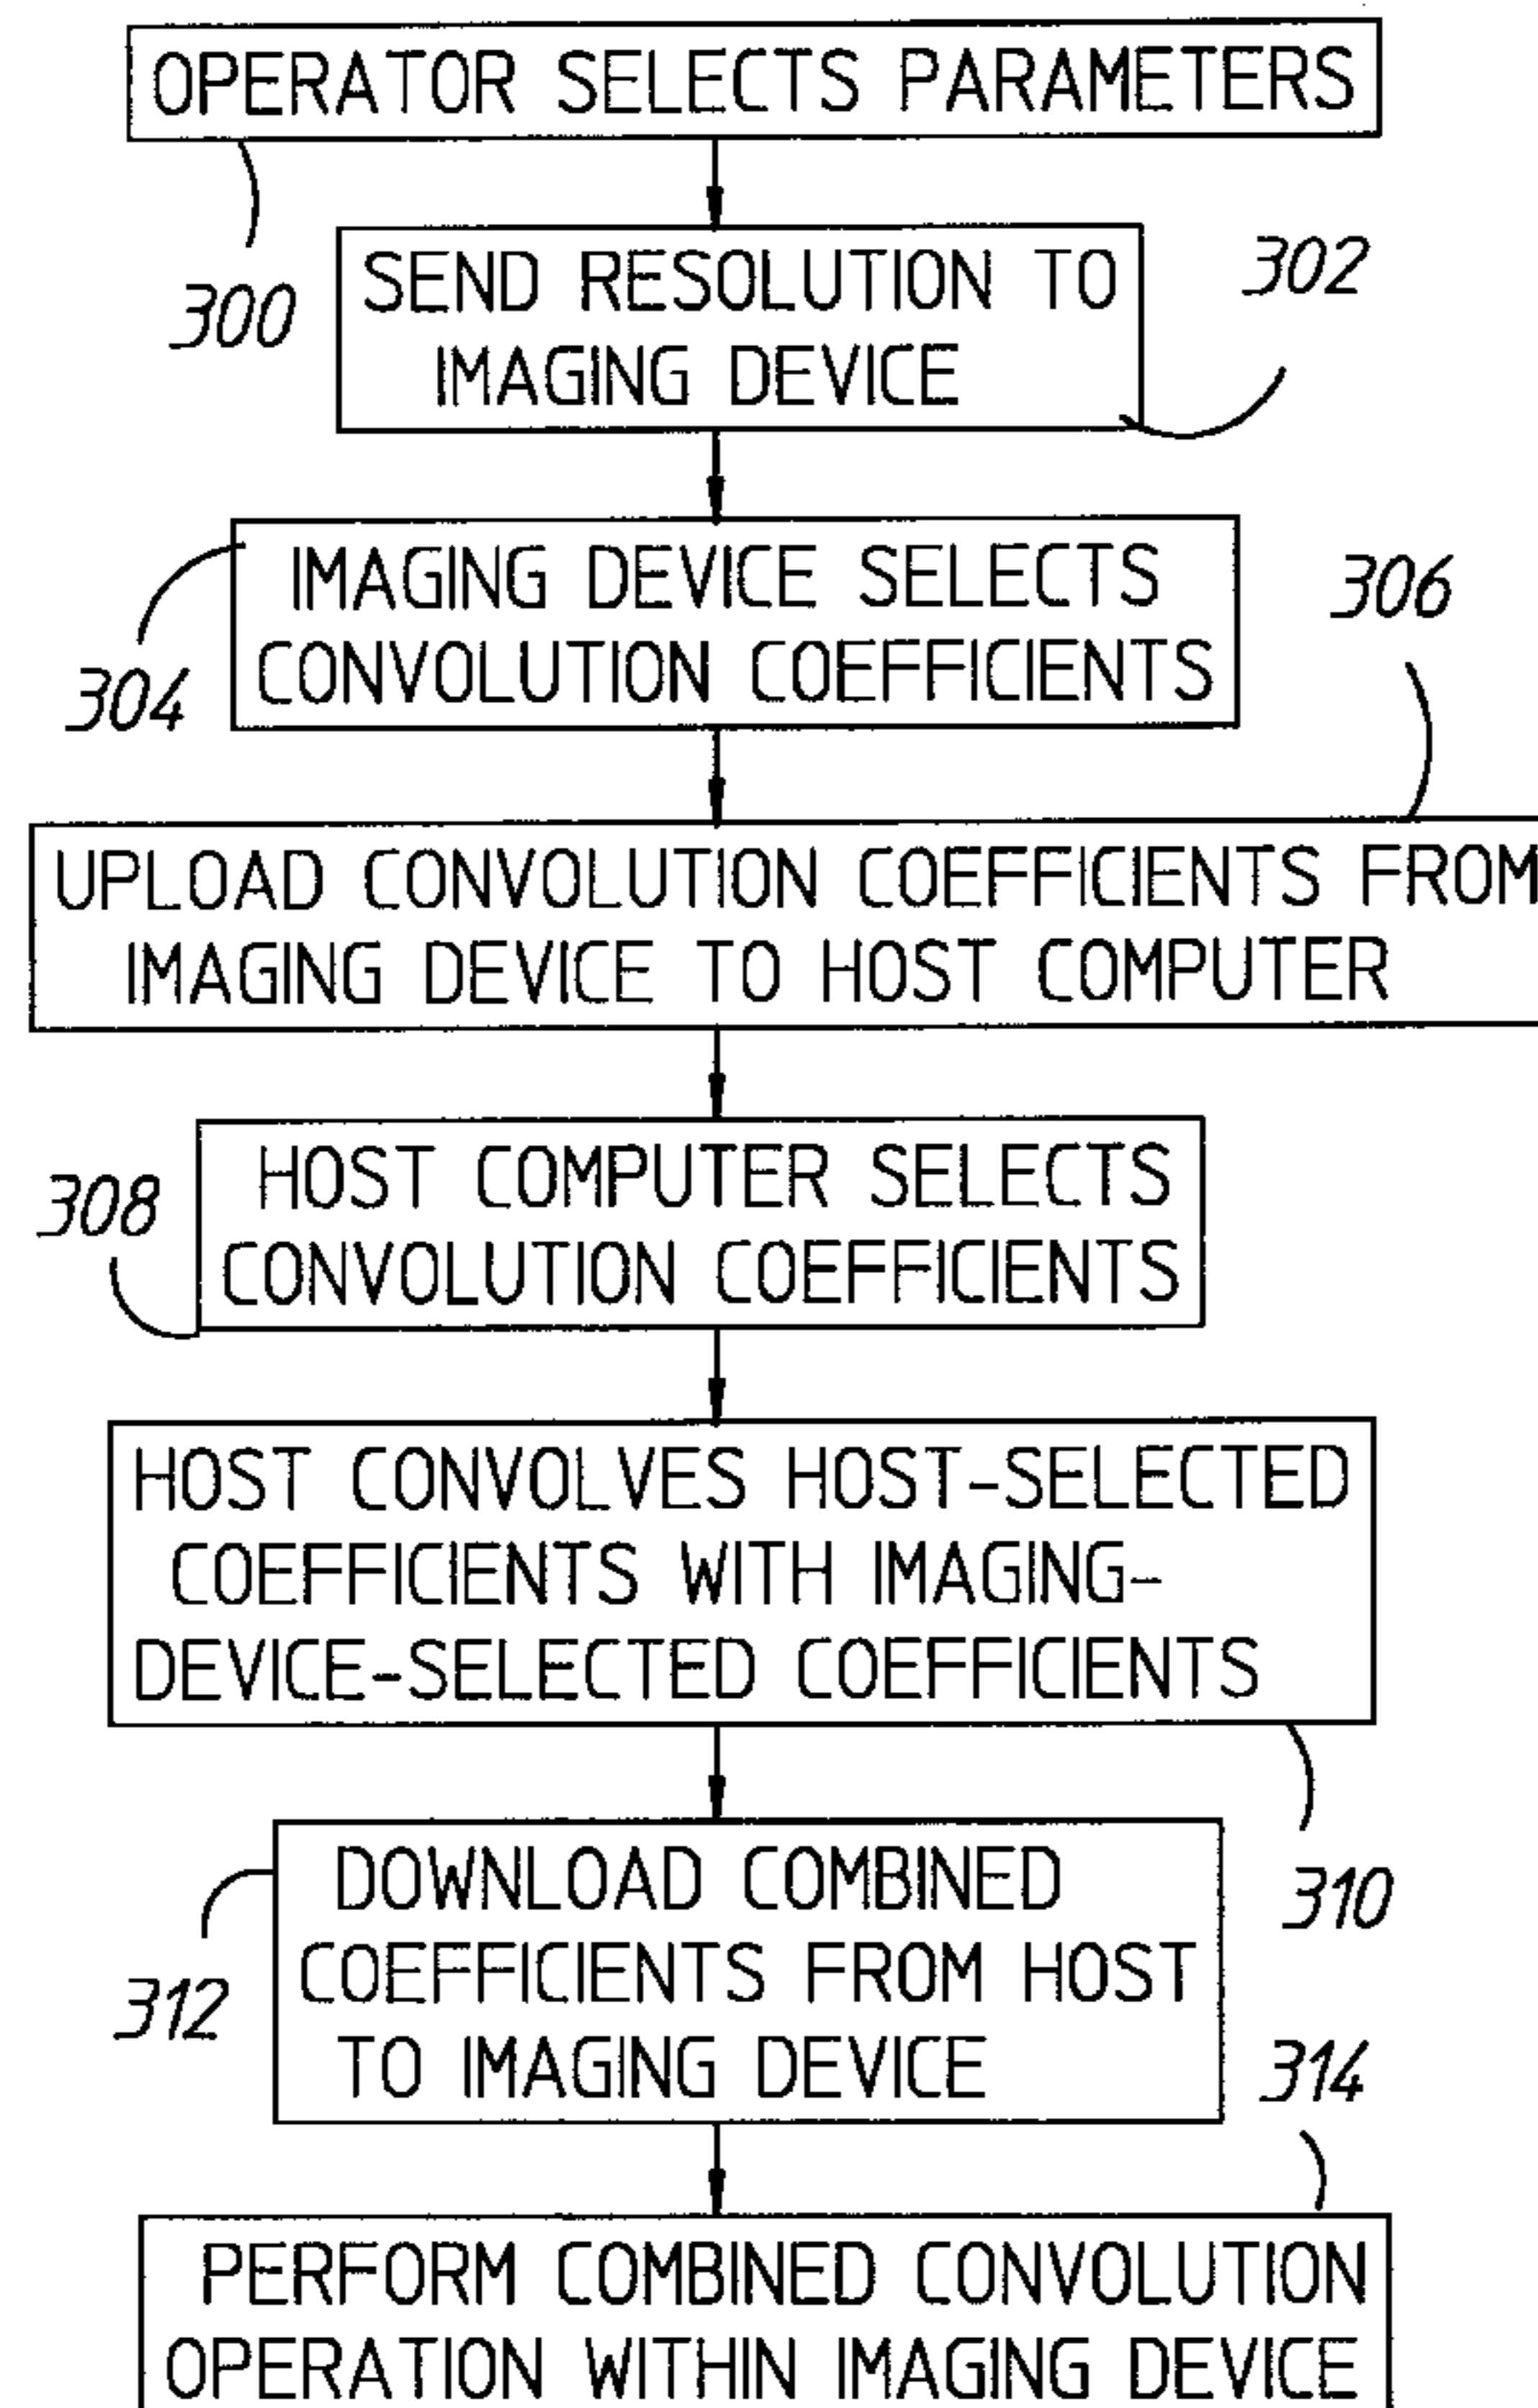 OPERATOR SELECTS PARAMETERS
300
SEND RESOLUTION TO
IMAGING DEVICE
302
IMAGING DEVICE SELECTS
CONVOLUTION COEFFICIENTS
304
306
UPLOAD CONVOLUTION COEFFICIENTS FROM
IMAGING DEVICE TO HOST COMPUTER
HOST COMPUTER SELECTS
CONVOLUTION COEFFICIENTS
308
HOST CONVOLVES HOST-SELECTED
COEFFICIENTS WITH IMAGING-
DEVICE-SELECTED COEFFICIENTS
310
DOWNLOAD COMBINED
COEFFICIENTS FROM HOST
TO IMAGING DEVICE
312
314
PERFORM COMBINED CONVOLUTION
OPERATION WITHIN IMAGING DEVICE